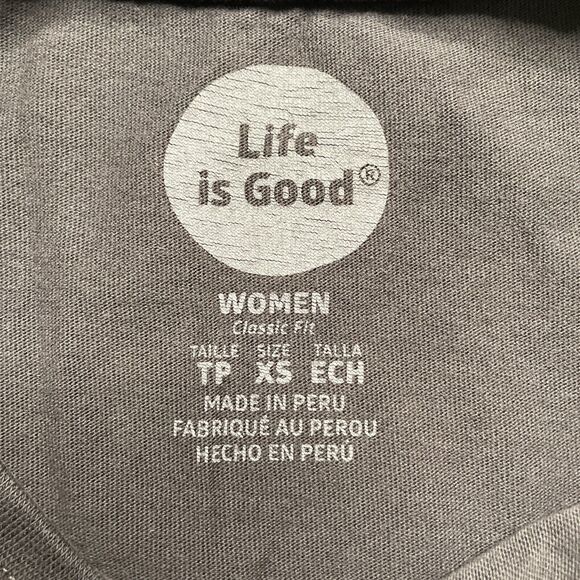 Life
is Good®
WOMEN
Classic Fit
TAILLE SIZE TALLA
TP XS ECH
MADE IN PERU
FABRIQUÉ AU PEROU
HECHO EN PERÚ